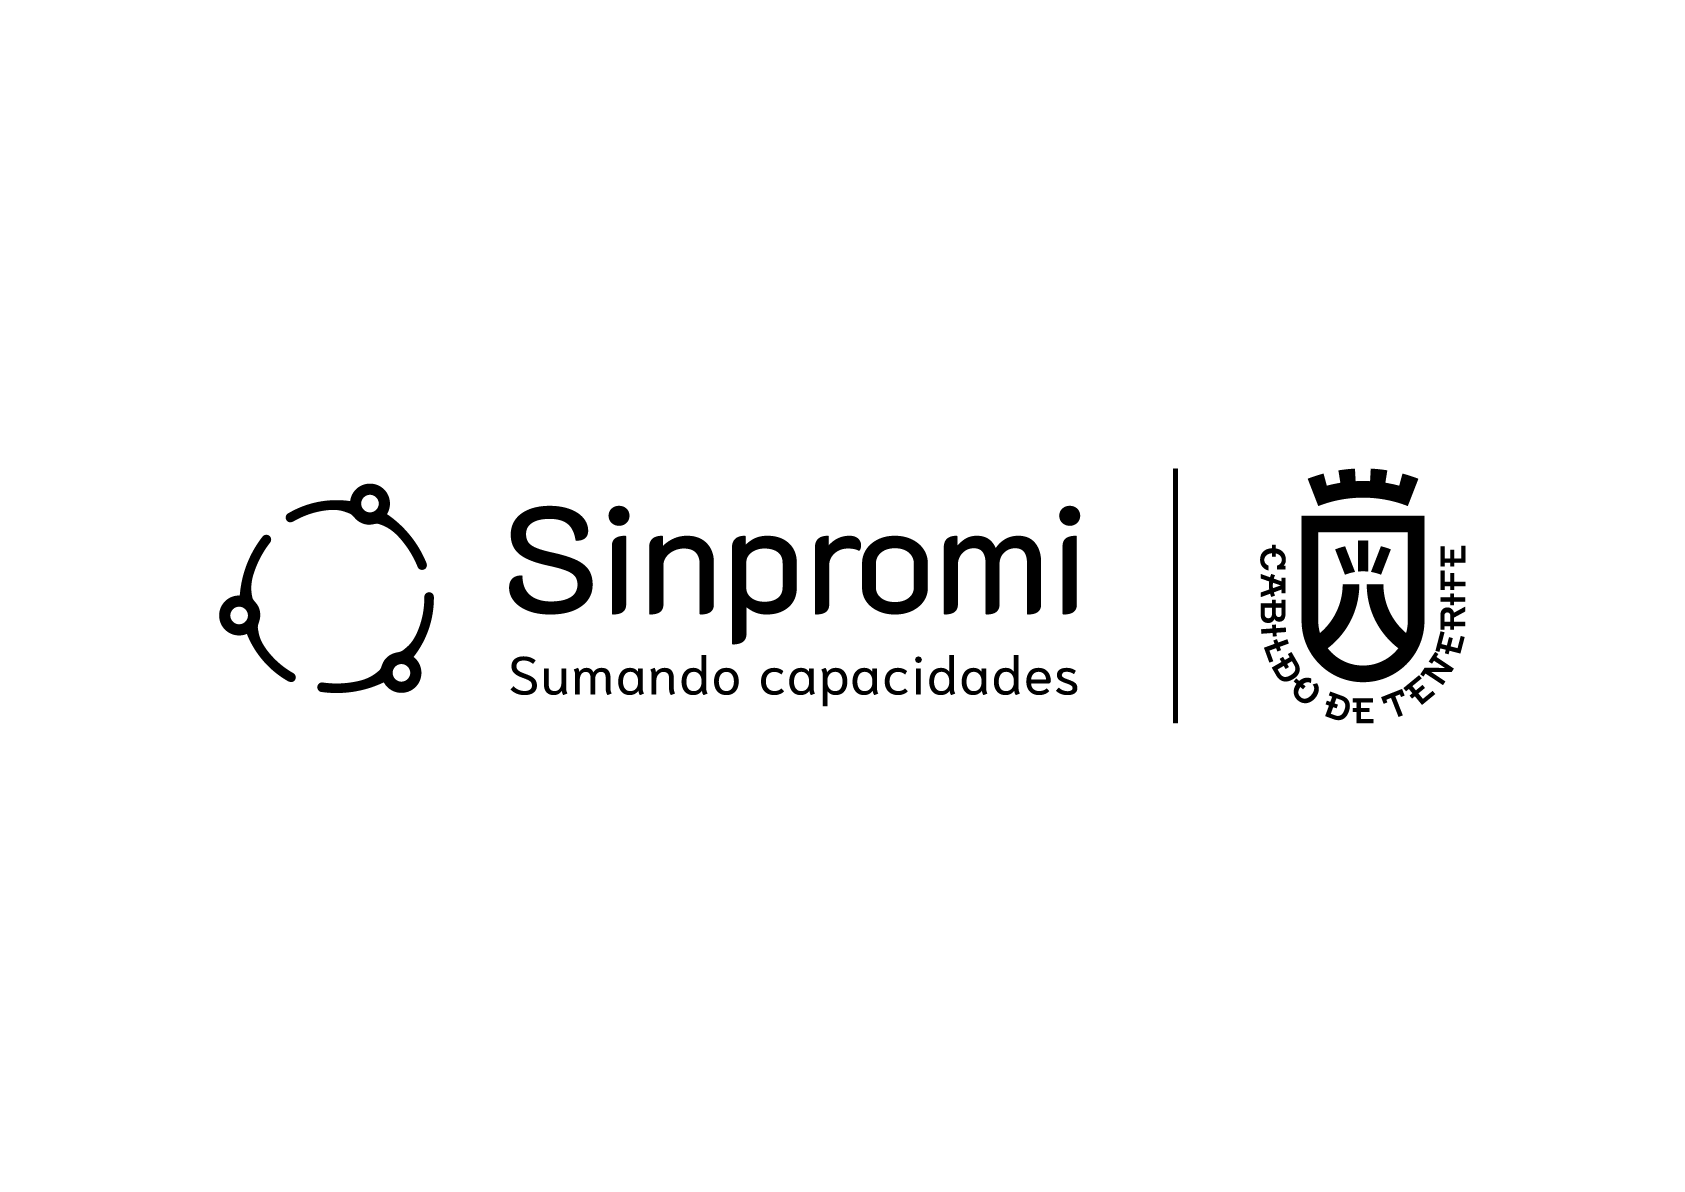 Sinpromi
Sumando capacidades
CABILDO DE TENERIFE